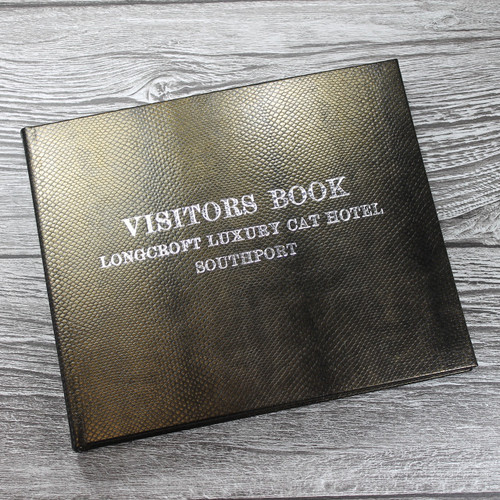 VISITORS BOOK
LONGCROFT LUXURY CAT HOTEL
SOUTHPORT